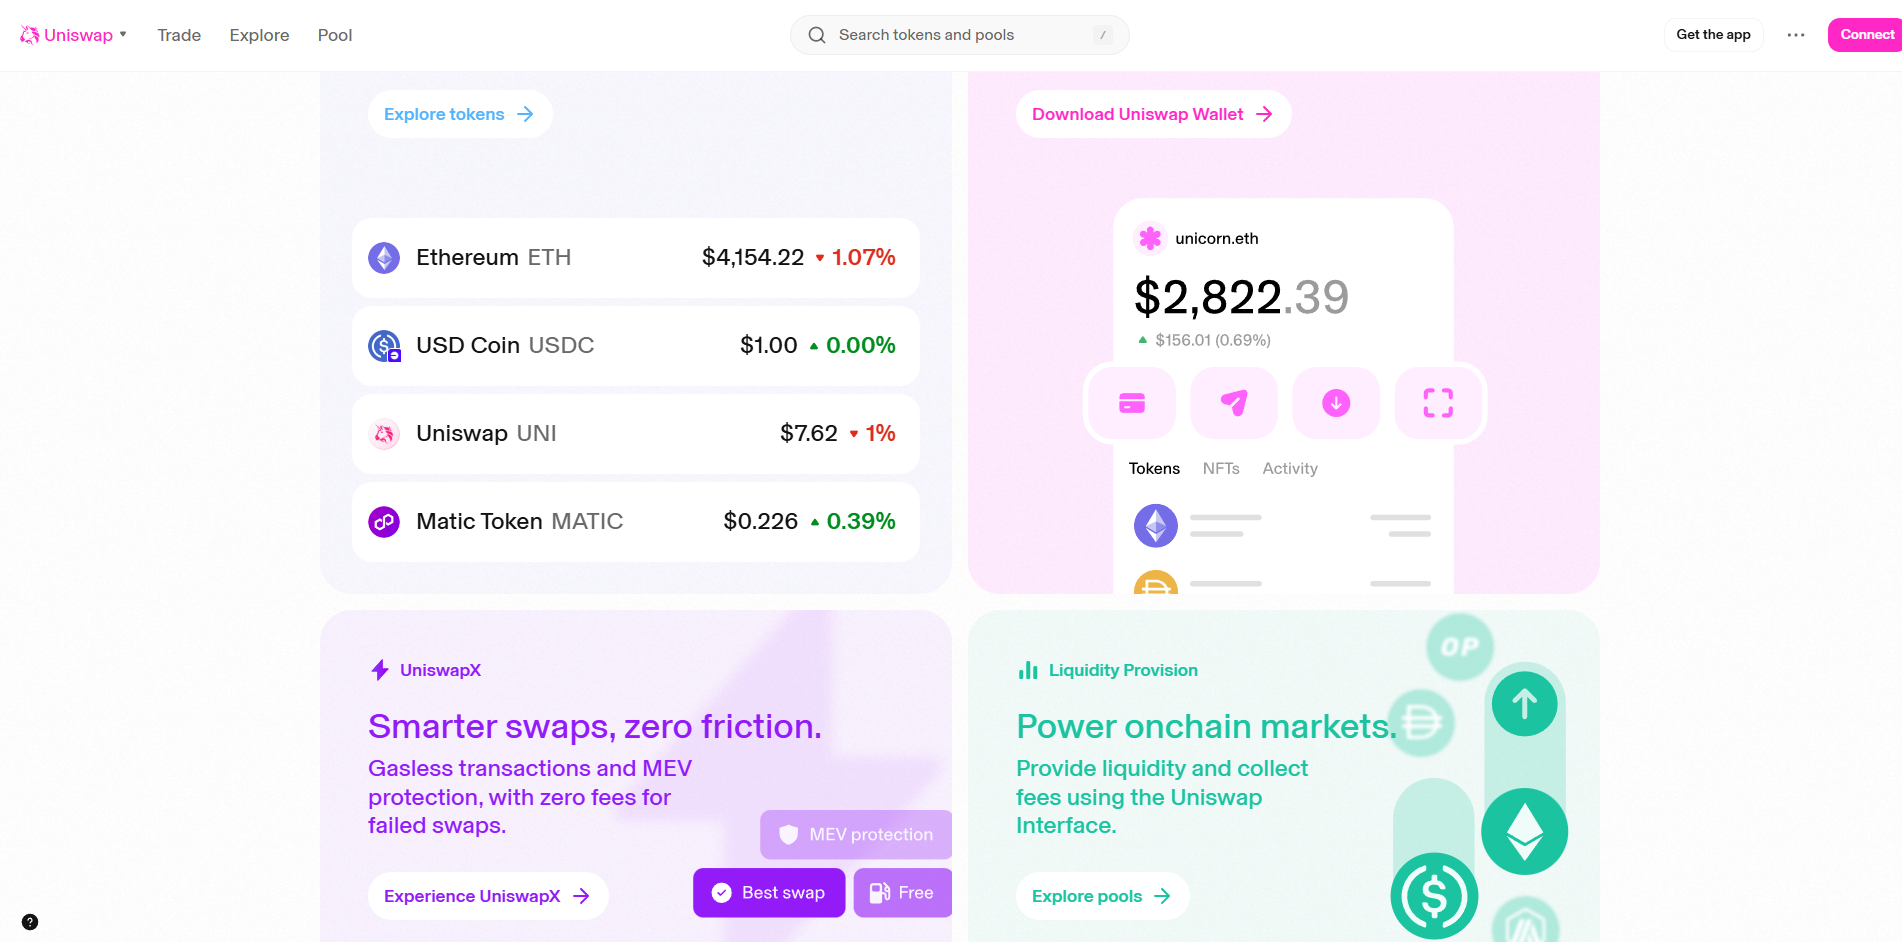 Uniswap
Trade
Explore
Pool
Search tokens and pools
/
Get the app
Connect
Explore tokens
Ethereum ETH $4,154.22 1.07%
USD Coin USDC $1.00 0.00%
Uniswap UNI $7.62 1%
Matic Token MATIC $0.226 0.39%
Download Uniswap Wallet
unicorn.eth
$2,822.39
$156.01 (0.69%)
Tokens NFTs Activity
UniswapX
Smarter swaps, zero friction.
Gasless transactions and MEV
protection, with zero fees for
failed swaps.
MEV protection
Best swap
Free
Experience UniswapX
Liquidity Provision
Power onchain markets.
Provide liquidity and collect
fees using the Uniswap
Interface.
Explore pools
OP
?